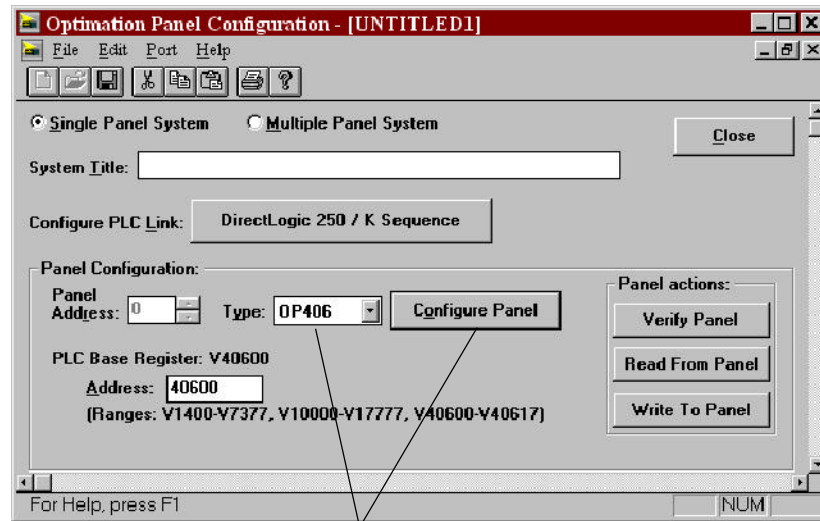 Optimation Panel Configuration - [UNTITLED1]
File Edit Port Help
Single Panel System Multiple Panel System
Close
System Title:
Configure PLC Link: DirectLogic 250 / K Sequence
Panel Configuration:
Panel Address: 0 Type: OP406 Configure Panel
PLC Base Register: V40600
Address: 40600
(Ranges: V1400-V7377, V10000-V17777, V40600-V40617)
Panel actions:
Verify Panel
Read From Panel
Write To Panel
For Help, press F1
NUM